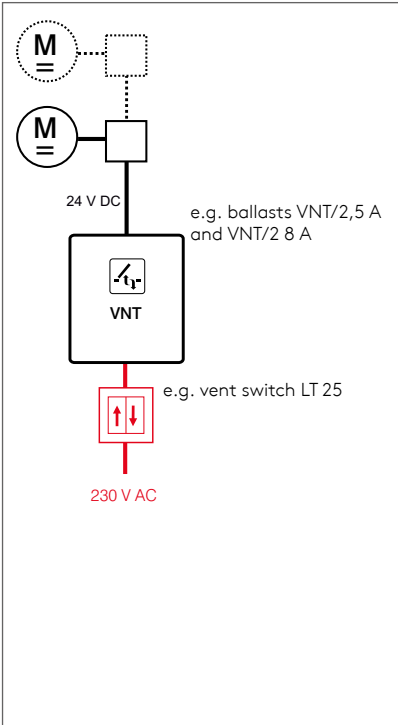 M
M
24 V DC
e.g. ballasts VNT/2,5 A
and VNT/2 8 A
VNT
e.g. vent switch LT 25
230 V AC